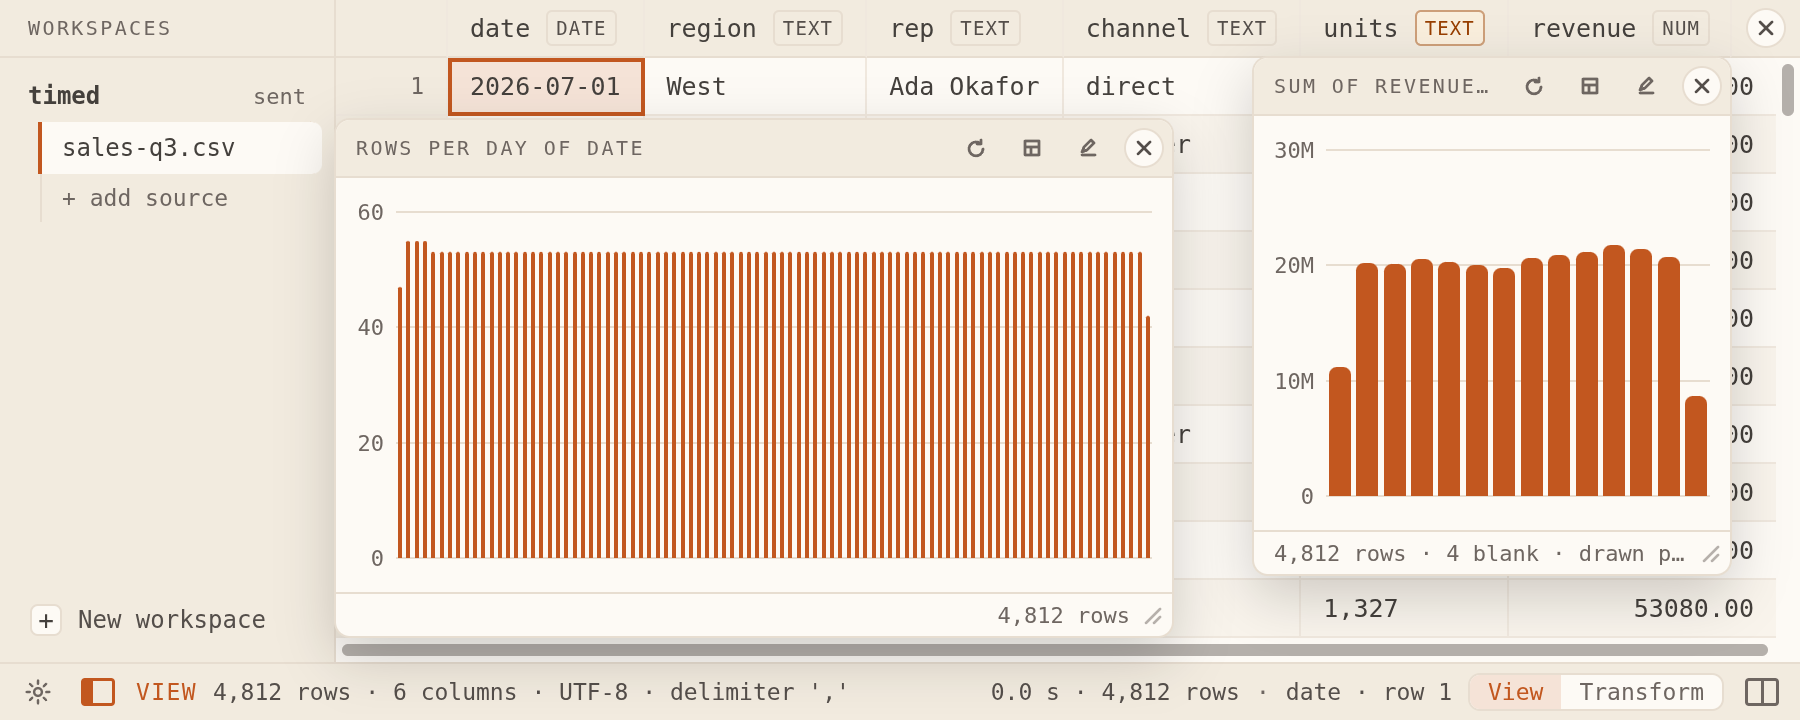 WORKSPACES
date DATE region TEXT rep TEXT channel TEXT units TEXT revenue NUM
timed sent
sales-q3.csv
+ add source
+ New workspace
1 2026-07-01 West Ada Okafor direct
ROWS PER DAY OF DATE
60
40
20
0
4,812 rows
SUM OF REVENUE…
30M
20M
10M
0
4,812 rows · 4 blank · drawn p…
1,327 53080.00
VIEW 4,812 rows · 6 columns · UTF-8 · delimiter ',' 0.0 s · 4,812 rows · date · row 1 View Transform